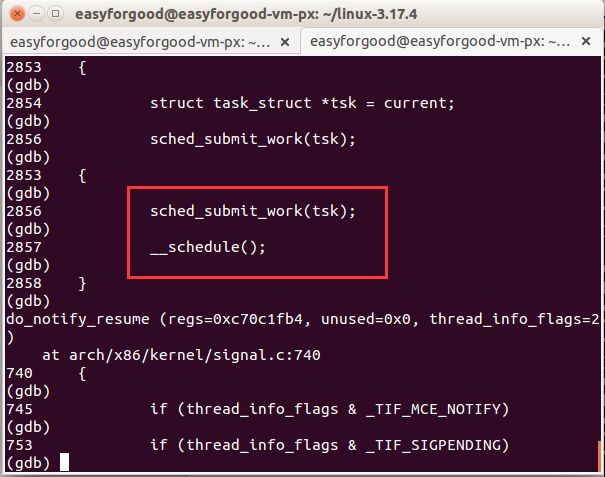 easyforgood@easyforgood-vm-px: ~/linux-3.17.4
easyforgood@easyforgood-vm-px: ~... × easyforgood@easyforgood-vm-px: ~... ×
2853 {
(gdb)
2854 struct task_struct *tsk = current;
(gdb)
2856 sched_submit_work(tsk);
(gdb)
2853 {
(gdb)
2856 sched_submit_work(tsk);
(gdb)
2857 __schedule();
(gdb)
2858 }
(gdb)
do_notify_resume (regs=0xc70c1fb4, unused=0x0, thread_info_flags=2
)
at arch/x86/kernel/signal.c:740
740 {
(gdb)
745 if (thread_info_flags & _TIF_MCE_NOTIFY)
(gdb)
753 if (thread_info_flags & _TIF_SIGPENDING)
(gdb)